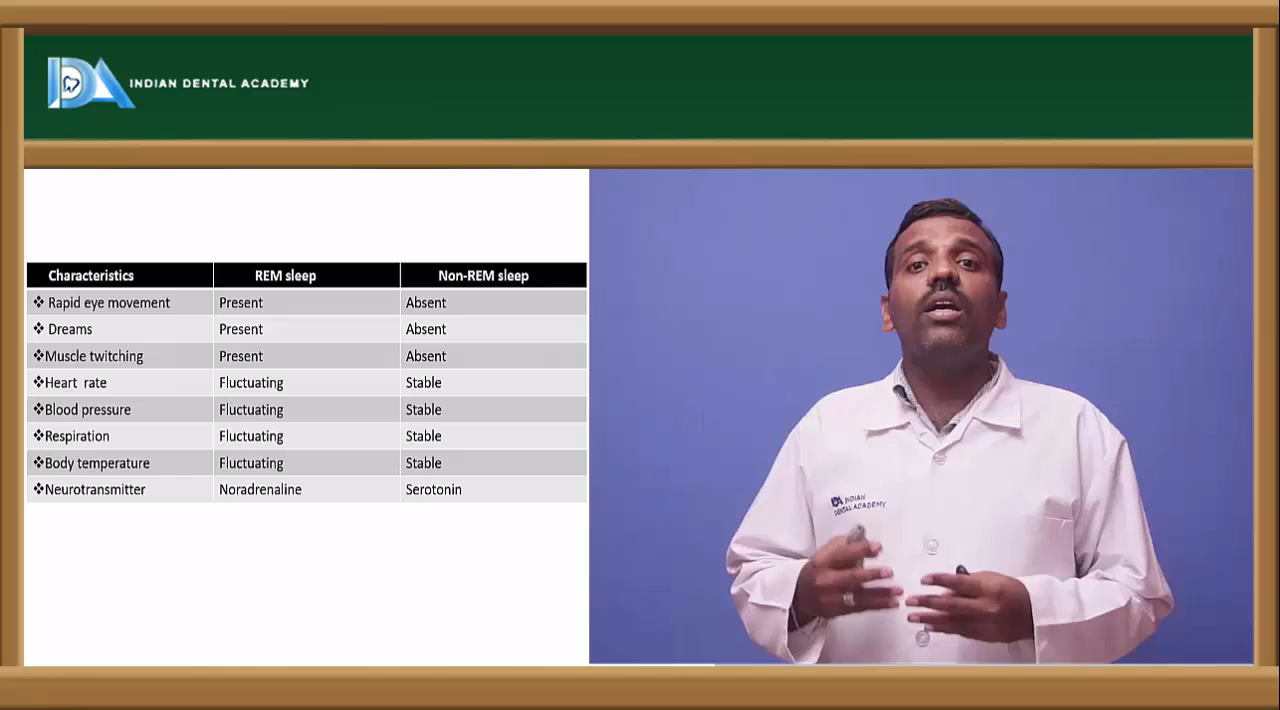 INDIAN DENTAL ACADEMY
Characteristics REM sleep Non-REM sleep
❖ Rapid eye movement Present Absent
❖ Dreams Present Absent
❖Muscle twitching Present Absent
❖Heart rate Fluctuating Stable
❖Blood pressure Fluctuating Stable
❖Respiration Fluctuating Stable
❖Body temperature Fluctuating Stable
❖Neurotransmitter Noradrenaline Serotonin
INDIAN
DENTAL ACADEMY